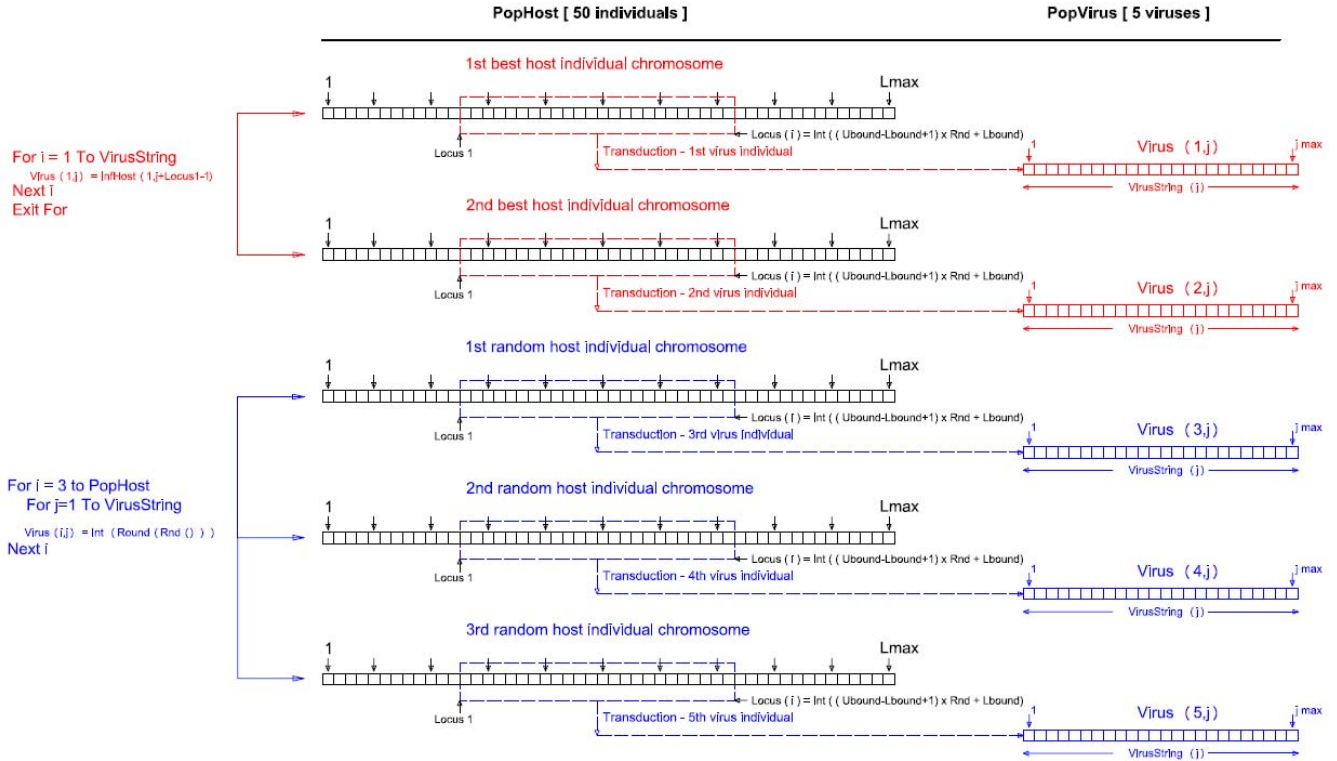 PopHost [ 50 individuals ]
PopVirus [ 5 viruses ]
1st best host individual chromosome
1
Lmax
Locus 1
Locus ( i ) = Int ( ( Ubound-Lbound+1) x Rnd + Lbound)
Transduction - 1st virus individual
1
Virus ( 1,j )
j max
VirusString ( j )
For i = 1 To VirusString
Virus ( 1,j ) = InfHost ( 1,j+Locus1-1)
Next i
Exit For
2nd best host individual chromosome
1
Lmax
Locus 1
Locus ( i ) = Int ( ( Ubound-Lbound+1) x Rnd + Lbound)
Transduction - 2nd virus individual
1
Virus ( 2,j )
j max
VirusString ( j )
1st random host individual chromosome
1
Lmax
Locus 1
Locus ( i ) = Int ( ( Ubound-Lbound+1) x Rnd + Lbound)
Transduction - 3rd virus individual
1
Virus ( 3,j )
j max
VirusString ( j )
For i = 3 to PopHost
For j=1 To VirusString
Virus ( i,j ) = Int ( Round ( Rnd () ) )
Next i
2nd random host individual chromosome
1
Lmax
Locus 1
Locus ( i ) = Int ( ( Ubound-Lbound+1) x Rnd + Lbound)
Transduction - 4th virus individual
1
Virus ( 4,j )
j max
VirusString ( j )
3rd random host individual chromosome
1
Lmax
Locus 1
Locus ( i ) = Int ( ( Ubound-Lbound+1) x Rnd + Lbound)
Transduction - 5th virus individual
1
Virus ( 5,j )
j max
VirusString ( j )